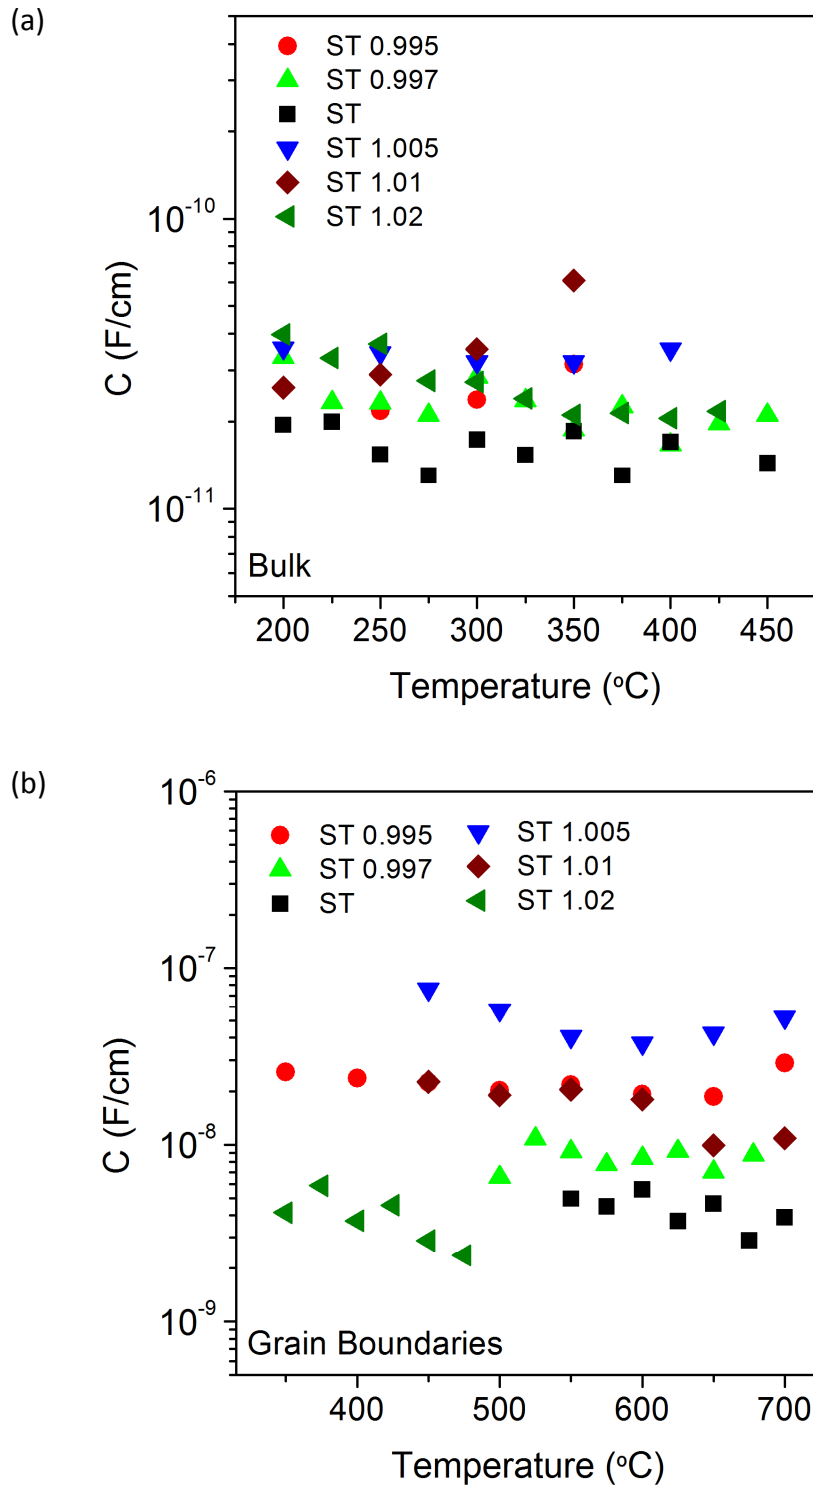 (a)
ST 0.995
ST 0.997
ST
ST 1.005
ST 1.01
ST 1.02
10⁻¹⁰
10⁻¹¹
C (F/cm)
Bulk
200 250 300 350 400 450
Temperature (ºC)
(b)
10⁻⁶
ST 0.995 ST 1.005
ST 0.997 ST 1.01
ST ST 1.02
10⁻⁷
10⁻⁸
10⁻⁹
C (F/cm)
Grain Boundaries
400 500 600 700
Temperature (ºC)